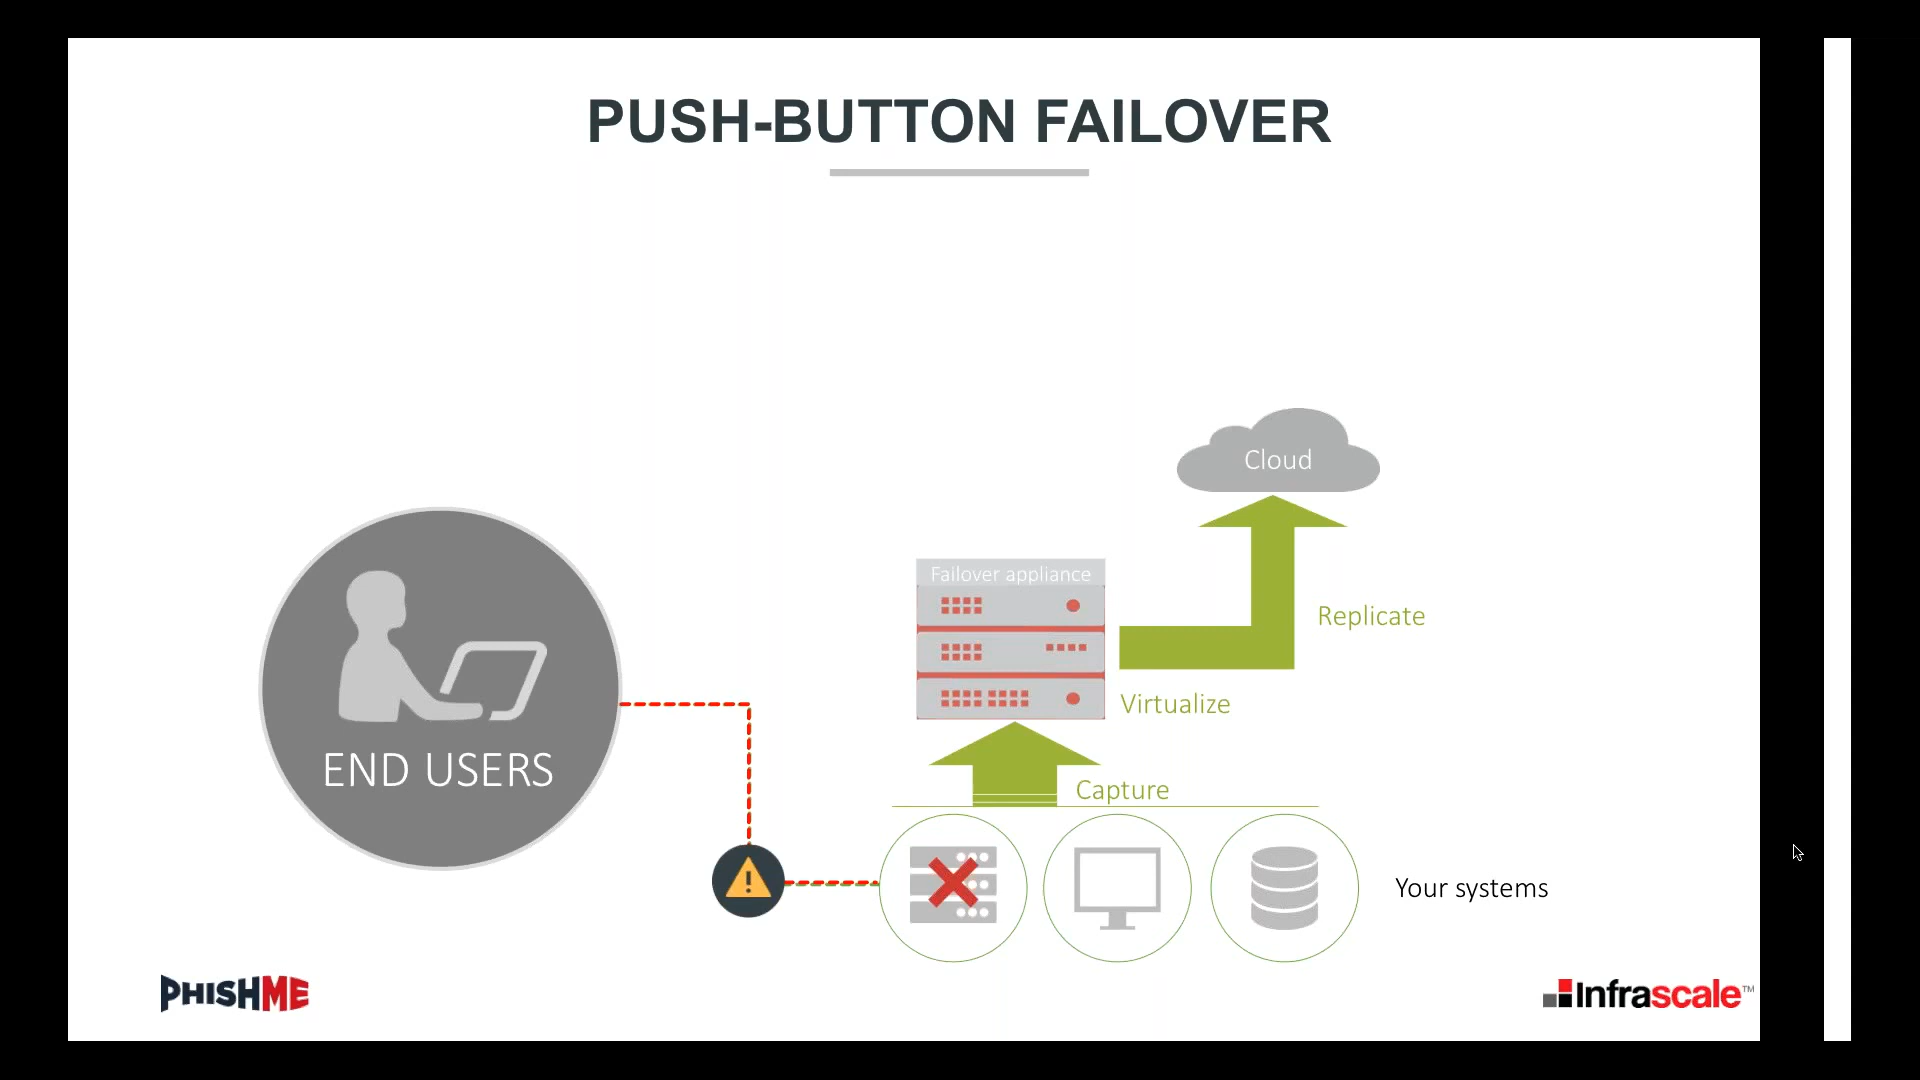 PUSH-BUTTON FAILOVER
Cloud
Failover appliance
Replicate
Virtualize
END USERS
Capture
Your systems
PHISHME
Infrascale™